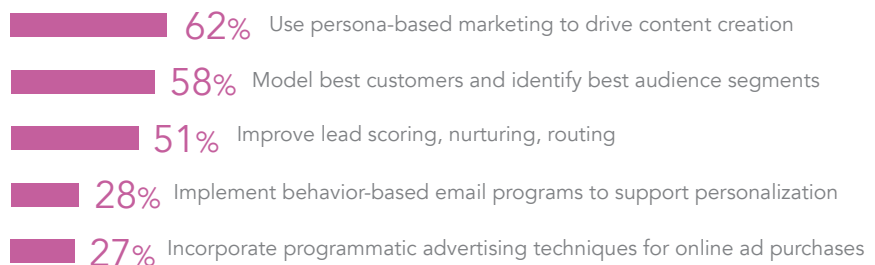 62% Use persona-based marketing to drive content creation
58% Model best customers and identify best audience segments
51% Improve lead scoring, nurturing, routing
28% Implement behavior-based email programs to support personalization
27% Incorporate programmatic advertising techniques for online ad purchases